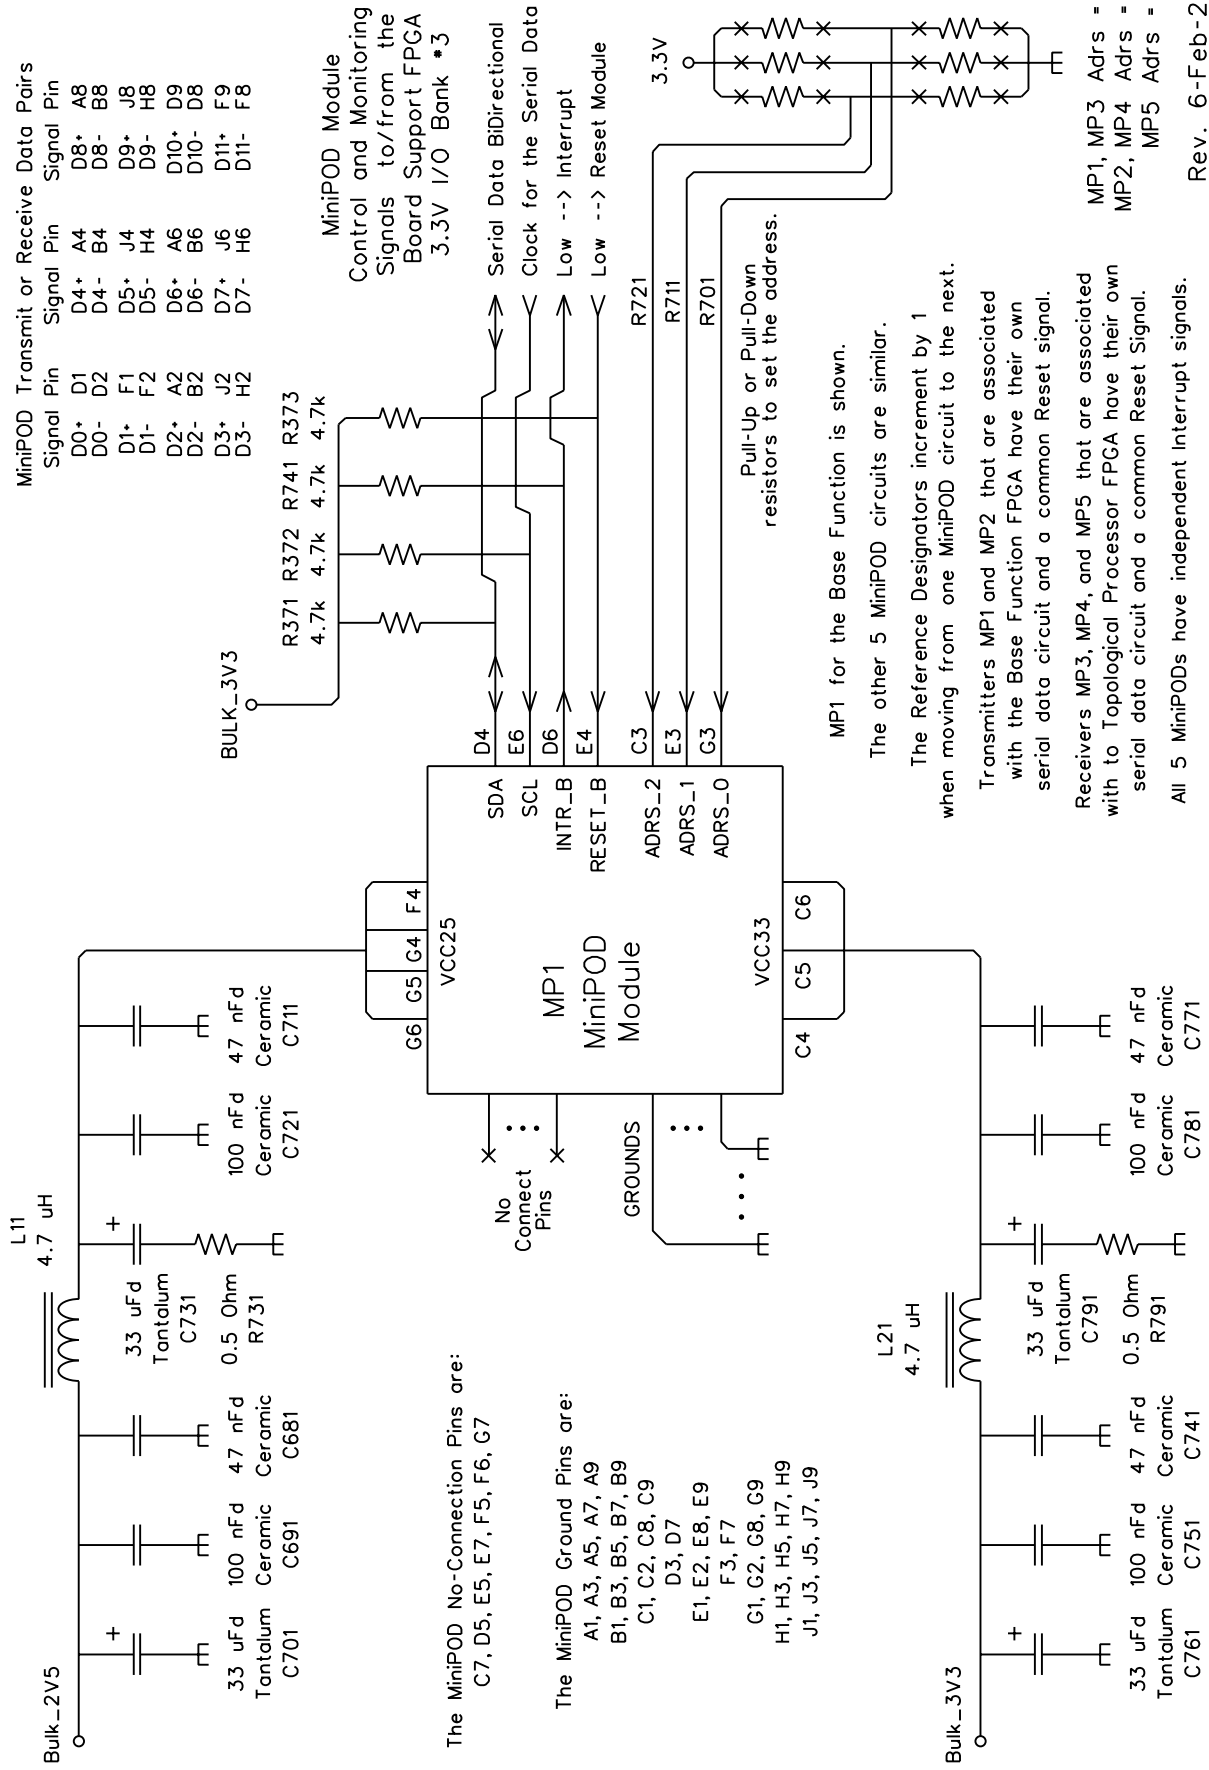 MiniPOD Transmit or Receive Data Pairs
Signal Pin Signal Pin Signal Pin
D0+ D1 D4+ A4 D8+ A8
D0- D2 D4- B4 D8- B8
D1+ F1 D5+ J4 D9+ J8
D1- F2 D5- H4 D9- H8
D2+ A2 D6+ A6 D10+ D9
D2- B2 D6- B6 D10- D8
D3+ J2 D7+ J6 D11+ F9
D3- H2 D7- H6 D11- F8
MiniPOD Module
Control and Monitoring
Signals to/from the
Board Support FPGA
3.3V I/O Bank #3
Serial Data BiDirectional
Clock for the Serial Data
Low --> Interrupt
Low --> Reset Module
R371 R372 R741 R373
4.7k 4.7k 4.7k 4.7k
BULK_3V3
D4
E6
D6
E4
C3
E3
G3
SDA
SCL
INTR_B
RESET_B
ADRS_2
ADRS_1
ADRS_0
R721
R711
R701
3.3V
Pull-Up or Pull-Down
resistors to set the address.
Bulk_2V5
33 uFd
Tantalum
C701
+
100 nFd
Ceramic
C691
47 nFd
Ceramic
C681
L11
4.7 uH
+
33 uFd
Tantalum
C731
0.5 Ohm
R731
100 nFd
Ceramic
C721
47 nFd
Ceramic
C711
G6 G5 G4 F4
VCC25
MP1
MiniPOD
Module
VCC33
C4 C5 C6
No
Connect
Pins
GROUNDS
The MiniPOD No-Connection Pins are:
C7, D5, E5, E7, F5, F6, G7
The MiniPOD Ground Pins are:
A1, A3, A5, A7, A9
B1, B3, B5, B7, B9
C1, C2, C8, C9
D3, D7
E1, E2, E8, E9
F3, F7
G1, G2, G8, G9
H1, H3, H5, H7, H9
J1, J3, J5, J7, J9
Bulk_3V3
33 uFd
Tantalum
C761
+
100 nFd
Ceramic
C751
47 nFd
Ceramic
C741
L21
4.7 uH
+
33 uFd
Tantalum
C791
0.5 Ohm
R791
100 nFd
Ceramic
C781
47 nFd
Ceramic
C771
MP1 for the Base Function is shown.
The other 5 MiniPOD circuits are similar.
The Reference Designators increment by 1
when moving from one MiniPOD circuit to the next.
Transmitters MP1 and MP2 that are associated
with the Base Function FPGA have their own
serial data circuit and a common Reset signal.
Receivers MP3, MP4, and MP5 that are associated
with to Topological Processor FPGA have their own
serial data circuit and a common Reset Signal.
All 5 MiniPODs have independent Interrupt signals.
MP1, MP3 Adrs =
MP2, MP4 Adrs =
MP5 Adrs =
Rev. 6-Feb-2